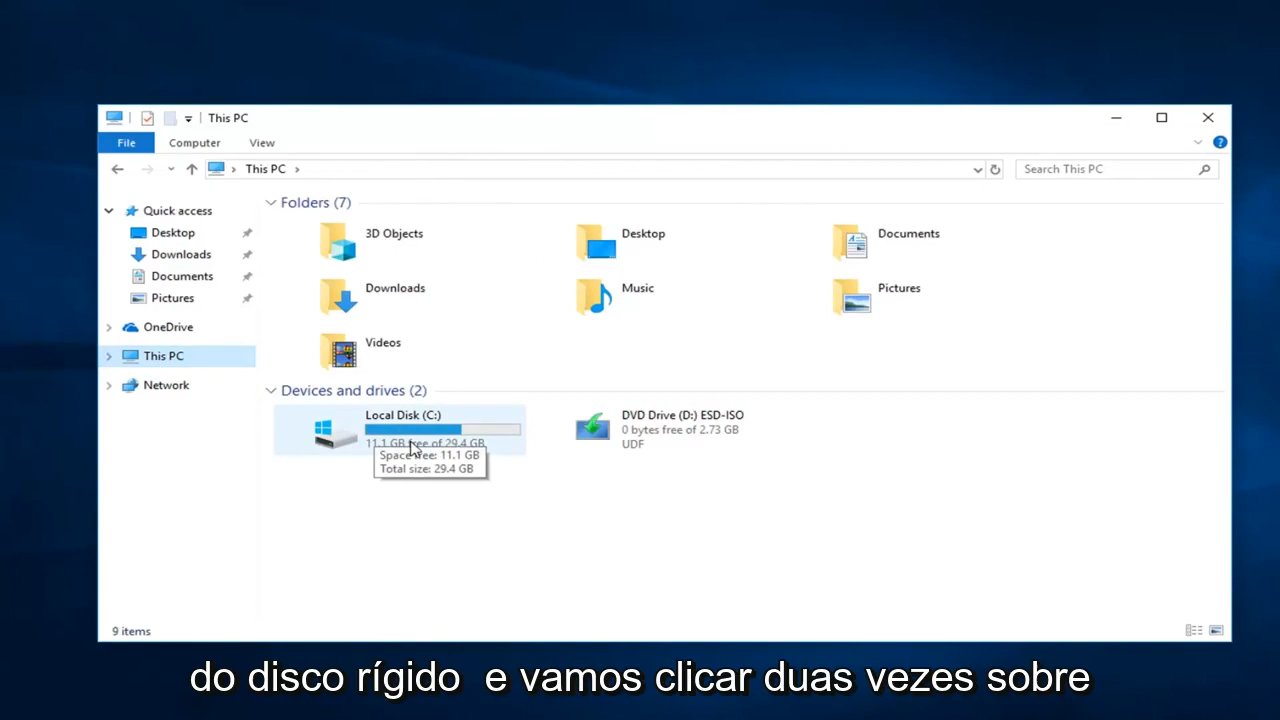 This PC
File Computer View
This PC
Search This PC
Quick access
Desktop
Downloads
Documents
Pictures
OneDrive
This PC
Network
Folders (7)
3D Objects
Desktop
Documents
Downloads
Music
Pictures
Videos
Devices and drives (2)
Local Disk (C:)
11.1 GB free of 29.4 GB
Space free: 11.1 GB
Total size: 29.4 GB
DVD Drive (D:) ESD-ISO
0 bytes free of 2.73 GB
UDF
9 items
do disco rígido e vamos clicar duas vezes sobre